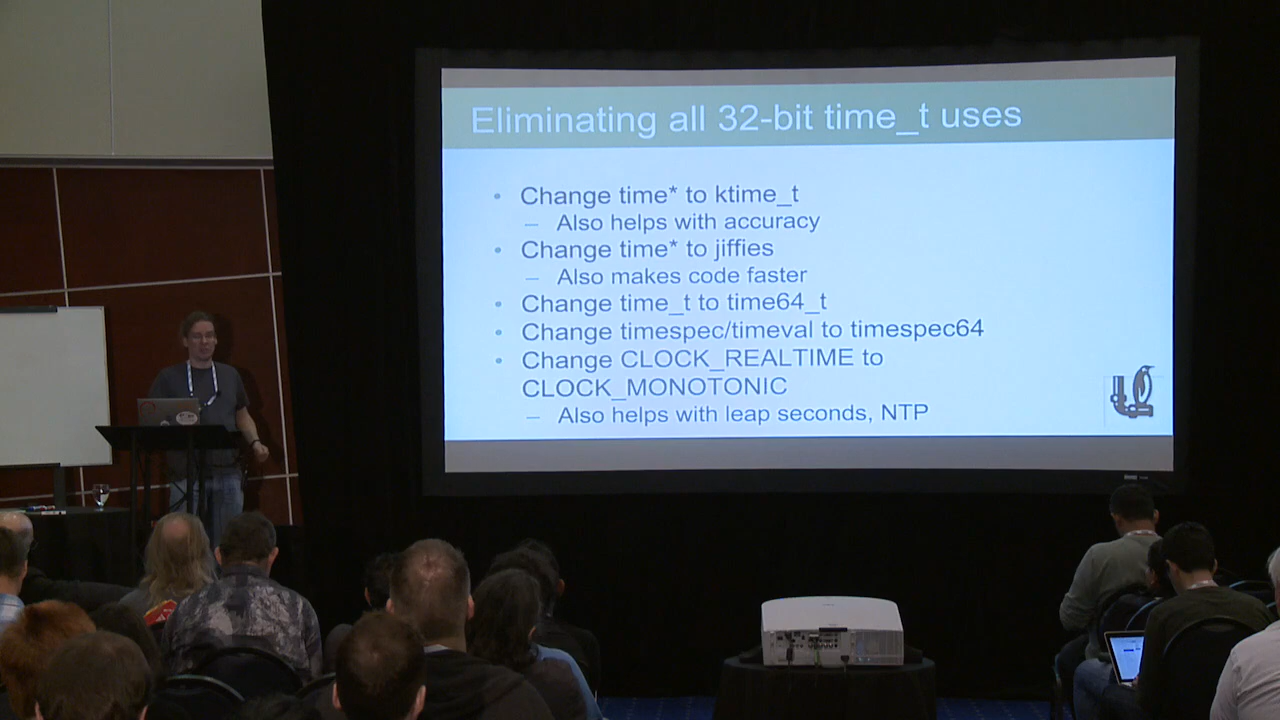 Eliminating all 32-bit time_t uses
• Change time* to ktime_t
– Also helps with accuracy
• Change time* to jiffies
– Also makes code faster
• Change time_t to time64_t
• Change timespec/timeval to timespec64
• Change CLOCK_REALTIME to
CLOCK_MONOTONIC
– Also helps with leap seconds, NTP